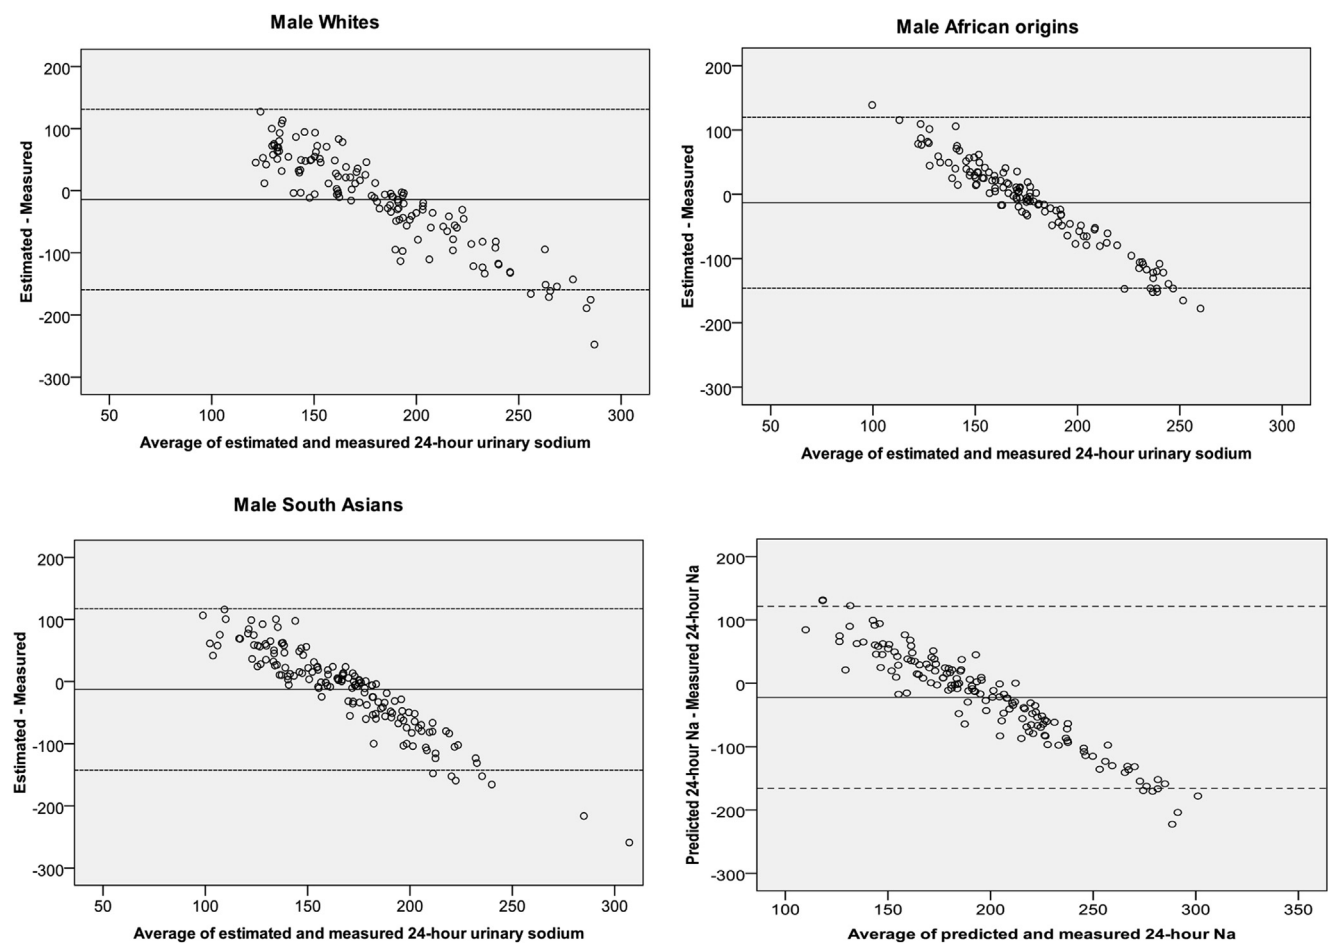 Male Whites
200
100
0
-100
-200
-300
Estimated - Measured
50 100 150 200 250 300
Average of estimated and measured 24-hour urinary sodium
Male African origins
200
100
0
-100
-200
-300
Estimated - Measured
50 100 150 200 250 300
Average of estimated and measured 24-hour urinary sodium
Male South Asians
200
100
0
-100
-200
-300
Estimated - Measured
50 100 150 200 250 300
Average of estimated and measured 24-hour urinary sodium
200
100
0
-100
-200
-300
Predicted 24-hour Na - Measured 24-hour Na
100 150 200 250 300 350
Average of predicted and measured 24-hour Na